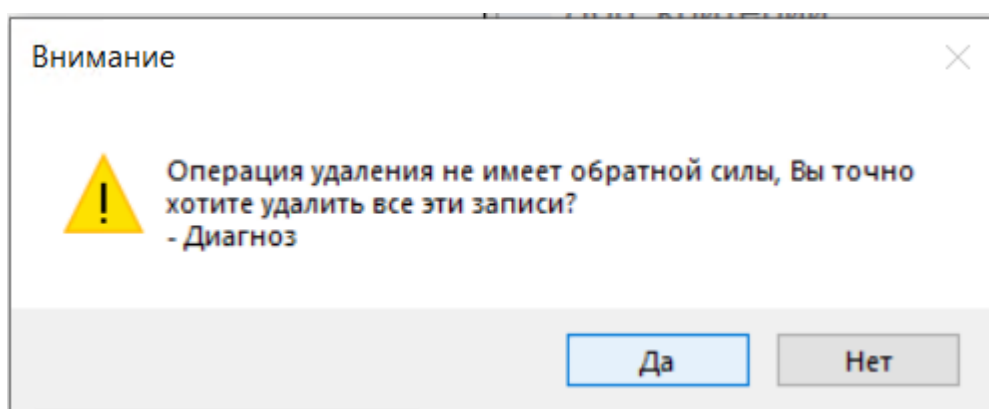 Внимание
Операция удаления не имеет обратной силы, Вы точно
хотите удалить все эти записи?
- Диагноз
Да
Нет